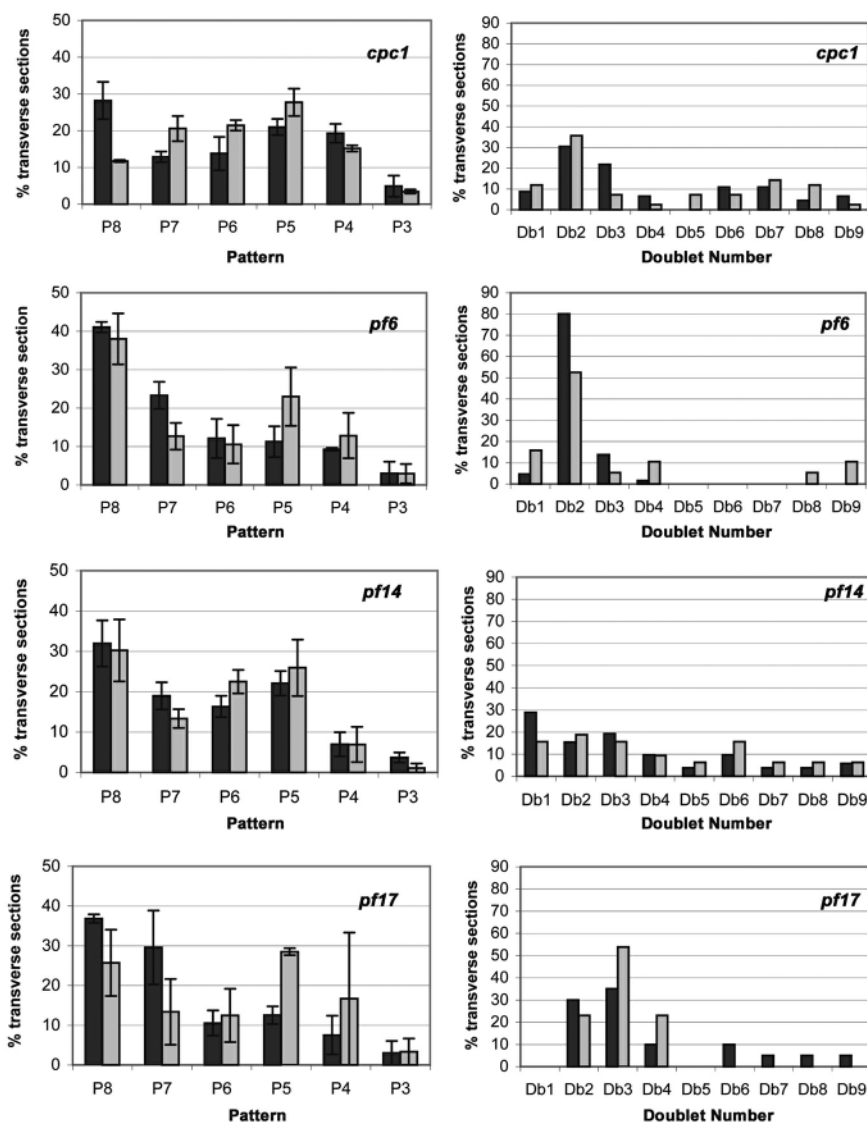 cpc1
% transverse sections
50
40
30
20
10
0
P8 P7 P6 P5 P4 P3
Pattern
cpc1
% transverse sections
90
80
70
60
50
40
30
20
10
0
Db1 Db2 Db3 Db4 Db5 Db6 Db7 Db8 Db9
Doublet Number
pf6
% transverse section
50
40
30
20
10
0
P8 P7 P6 P5 P4 P3
Pattern
pf6
% transverse sections
90
80
70
60
50
40
30
20
10
0
Db1 Db2 Db3 Db4 Db5 Db6 Db7 Db8 Db9
Doublet Number
pf14
% transverse sections
50
40
30
20
10
0
P8 P7 P6 P5 P4 P3
Pattern
pf14
% transverse sections
90
80
70
60
50
40
30
20
10
0
Db1 Db2 Db3 Db4 Db5 Db6 Db7 Db8 Db9
Doublet Number
pf17
% transverse sections
50
40
30
20
10
0
P8 P7 P6 P5 P4 P3
Pattern
pf17
% transverse sections
90
80
70
60
50
40
30
20
10
0
Db1 Db2 Db3 Db4 Db5 Db6 Db7 Db8 Db9
Doublet Number